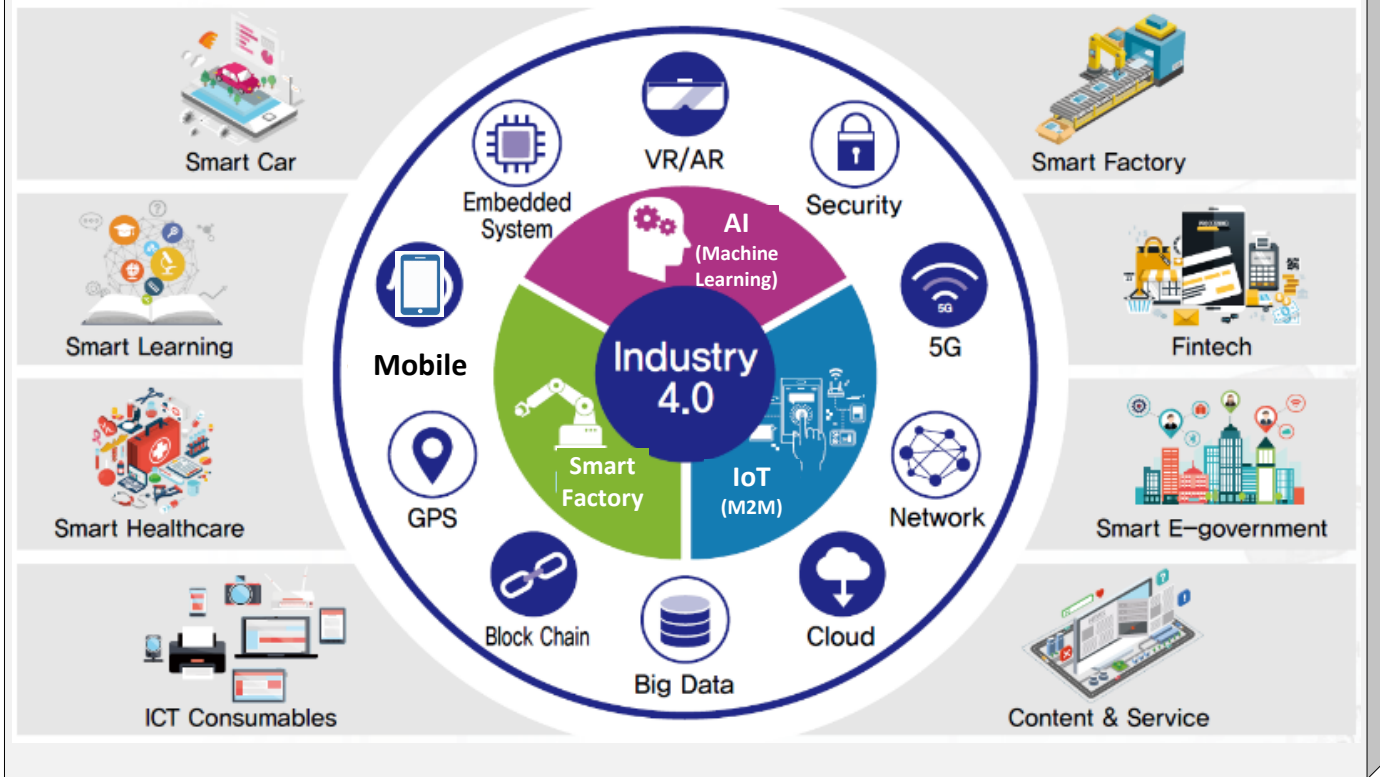 Smart Car
Smart Learning
Smart Healthcare
ICT Consumables
VR/AR
Security
5G
5G
Network
Cloud
Big Data
Block Chain
GPS
Mobile
Embedded
System
AI
(Machine
Learning)
IoT
(M2M)
Smart
Factory
Industry
4.0
Smart Factory
Fintech
Smart E-government
Content & Service